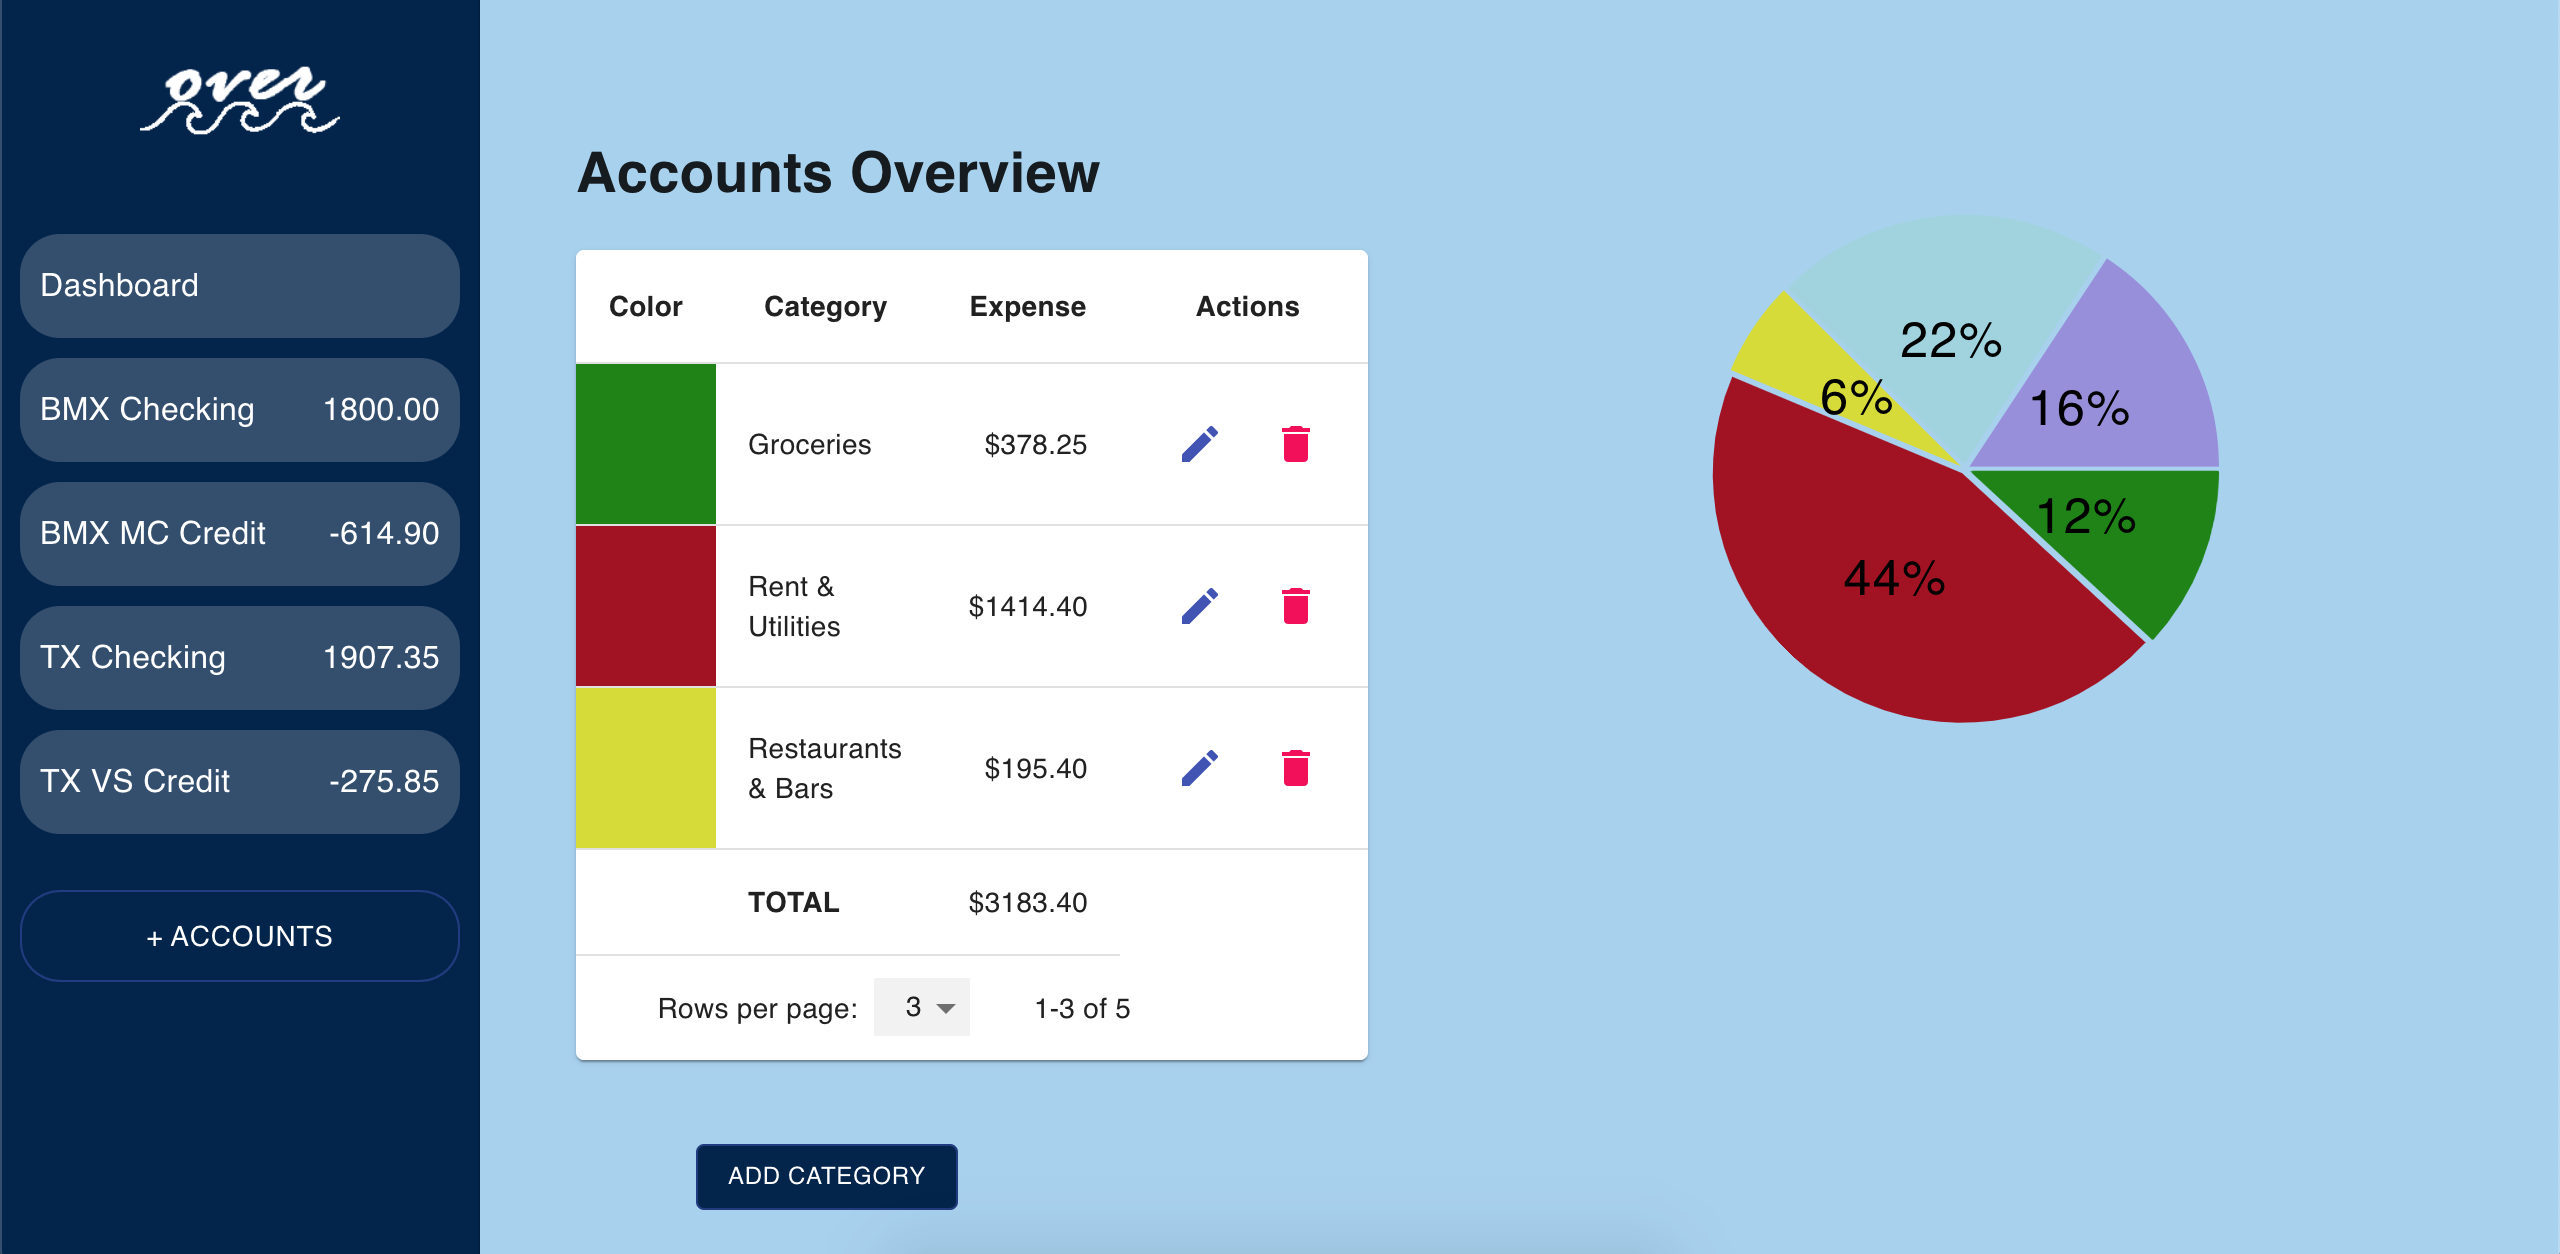 over
Dashboard
BMX Checking 1800.00
BMX MC Credit -614.90
TX Checking 1907.35
TX VS Credit -275.85
+ ACCOUNTS
Accounts Overview
Color Category Expense Actions
Groceries $378.25
Rent &
Utilities
$1414.40
Restaurants
& Bars
$195.40
TOTAL $3183.40
Rows per page: 3 1-3 of 5
ADD CATEGORY
22%
6%
16%
12%
44%